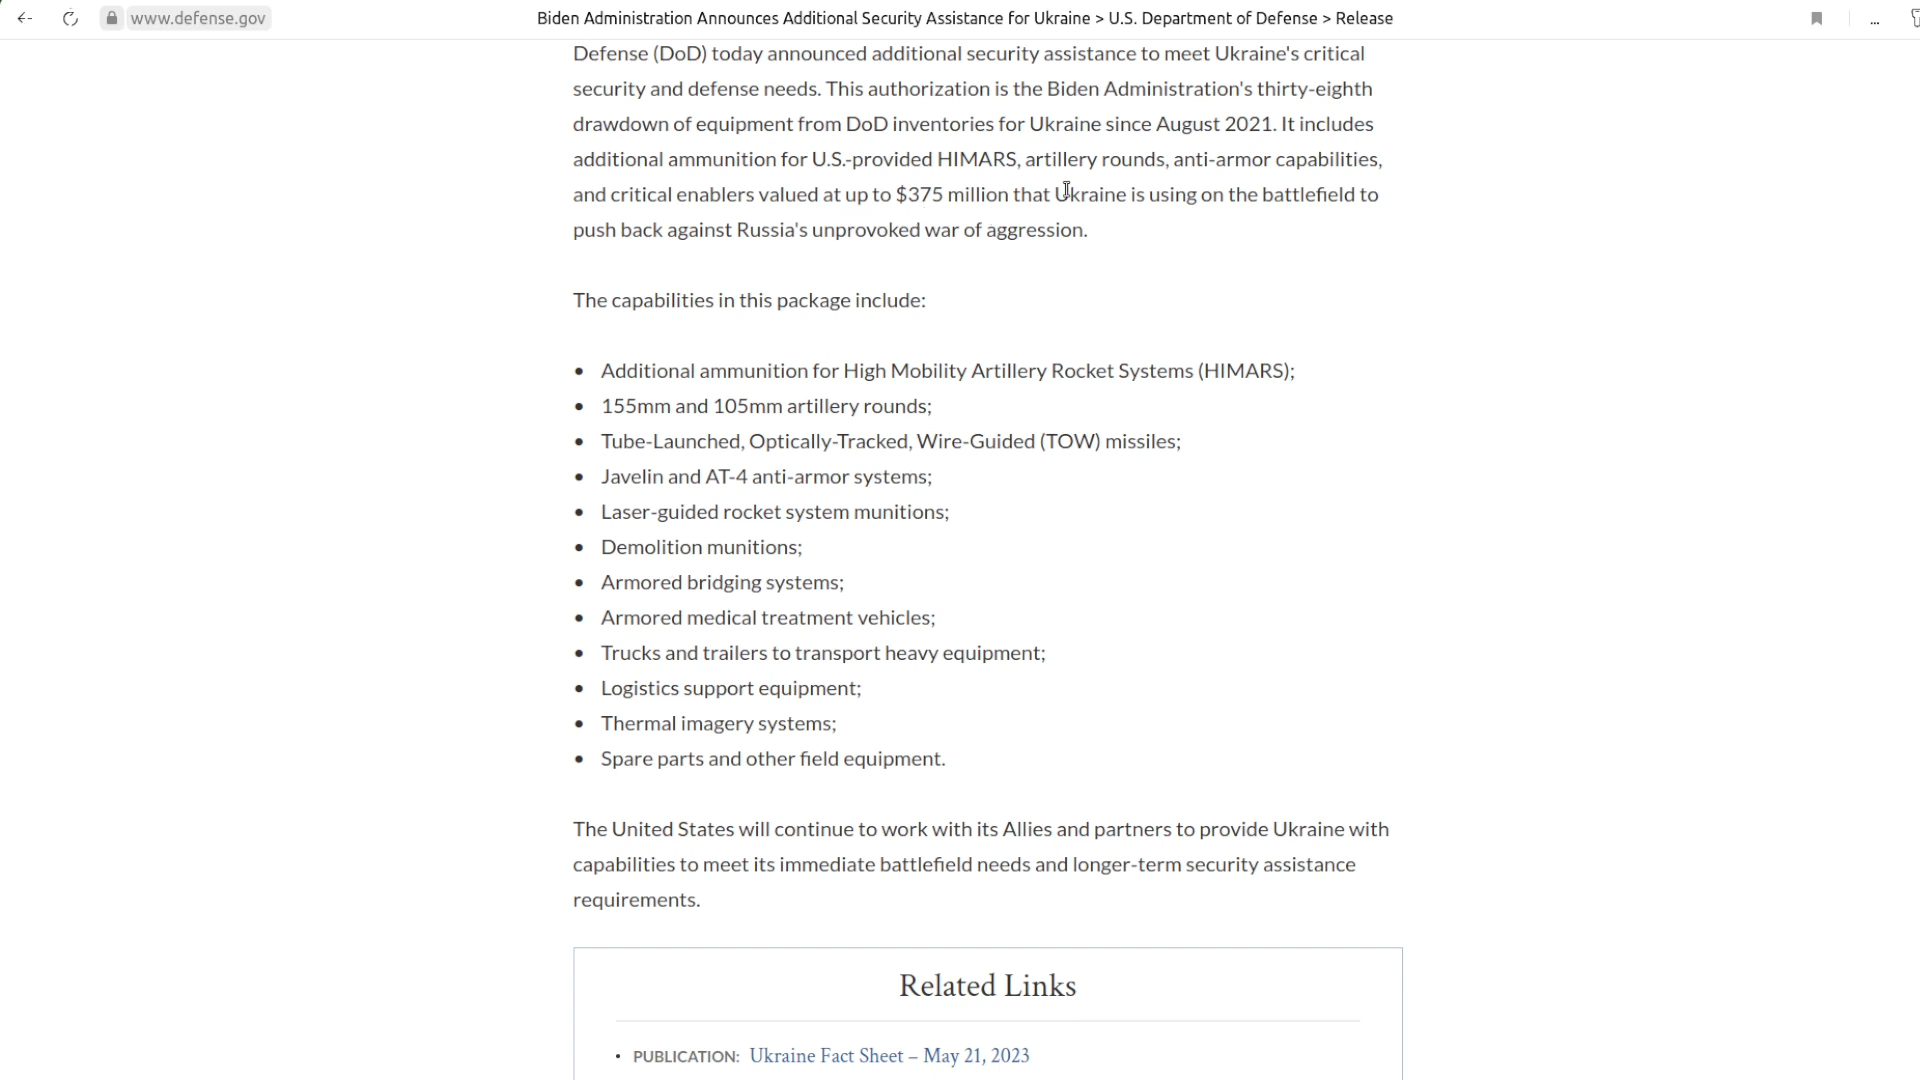 www.defense.gov
Biden Administration Announces Additional Security Assistance for Ukraine > U.S. Department of Defense > Release
...
Defense (DoD) today announced additional security assistance to meet Ukraine's critical
security and defense needs. This authorization is the Biden Administration's thirty-eighth
drawdown of equipment from DoD inventories for Ukraine since August 2021. It includes
additional ammunition for U.S.-provided HIMARS, artillery rounds, anti-armor capabilities,
and critical enablers valued at up to $375 million that Ukraine is using on the battlefield to
push back against Russia's unprovoked war of aggression.
The capabilities in this package include:
• Additional ammunition for High Mobility Artillery Rocket Systems (HIMARS);
• 155mm and 105mm artillery rounds;
• Tube-Launched, Optically-Tracked, Wire-Guided (TOW) missiles;
• Javelin and AT-4 anti-armor systems;
• Laser-guided rocket system munitions;
• Demolition munitions;
• Armored bridging systems;
• Armored medical treatment vehicles;
• Trucks and trailers to transport heavy equipment;
• Logistics support equipment;
• Thermal imagery systems;
• Spare parts and other field equipment.
The United States will continue to work with its Allies and partners to provide Ukraine with
capabilities to meet its immediate battlefield needs and longer-term security assistance
requirements.
Related Links
• PUBLICATION: Ukraine Fact Sheet – May 21, 2023